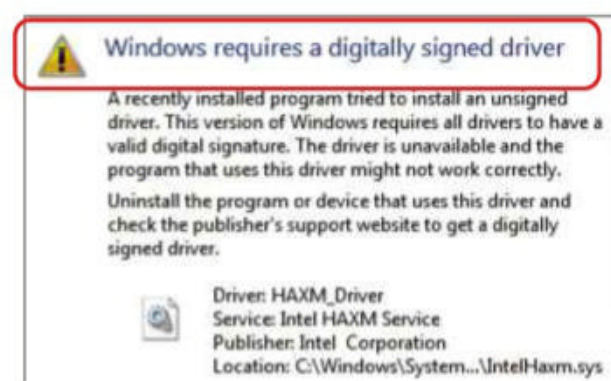 Windows requires a digitally signed driver
A recently installed program tried to install an unsigned
driver. This version of Windows requires all drivers to have a
valid digital signature. The driver is unavailable and the
program that uses this driver might not work correctly.
Uninstall the program or device that uses this driver and
check the publisher's support website to get a digitally
signed driver.
Driver: HAXM_Driver
Service: Intel HAXM Service
Publisher: Intel Corporation
Location: C:\Windows\System...\IntelHaxm.sys